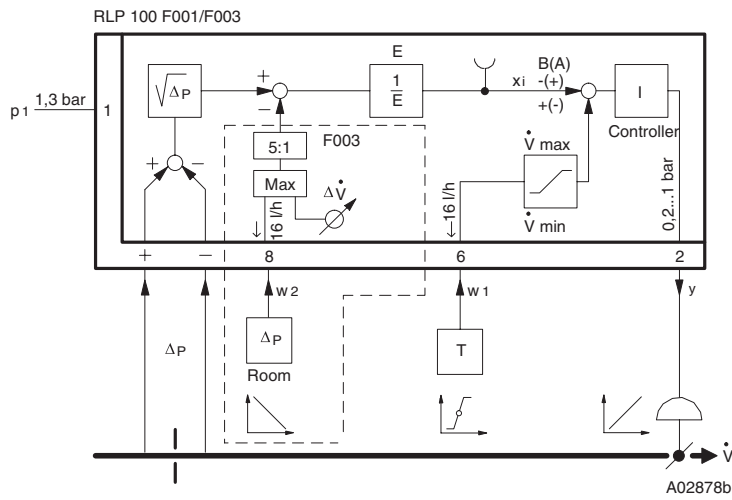 RLP 100 F001/F003
E
B(A)
√ΔP
+
−
1/E
xi
-(+)
+(-)
I
Controller
p1 1,3 bar
1
5:1
F003
V̇ max
+
−
Max
ΔV̇
V̇ min
↓ 16 l/h
↓ 16 l/h
0,2...1 bar
+
−
8
6
2
w2
w1
y
ΔP
ΔP
T
Room
V̇
A02878b